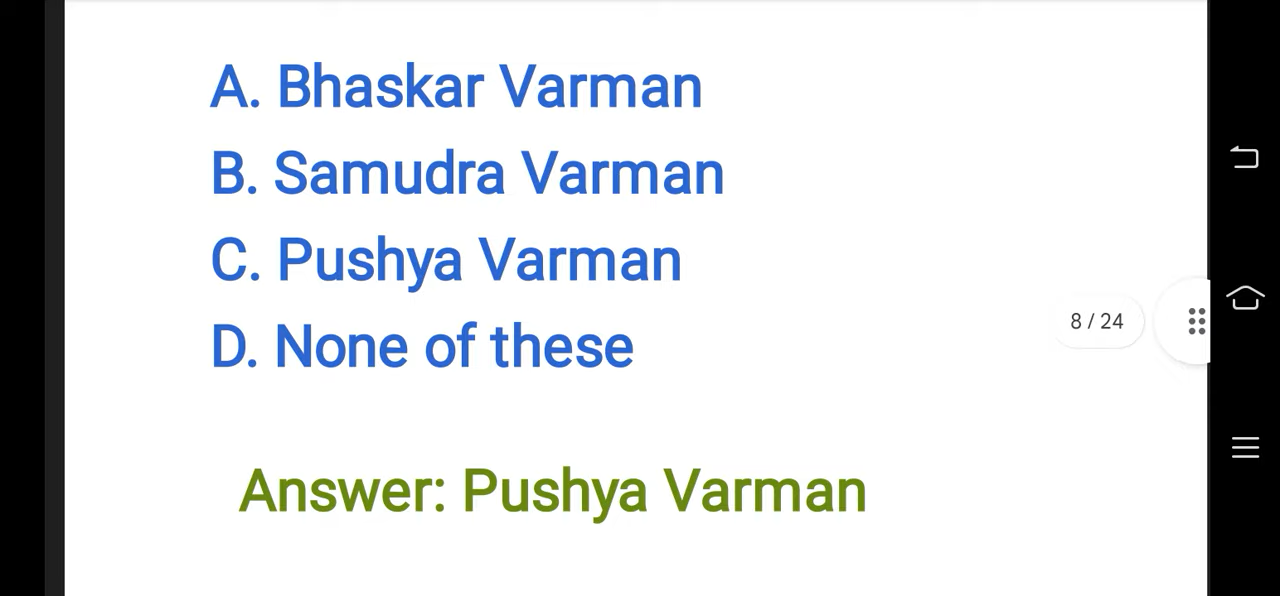 A. Bhaskar Varman
B. Samudra Varman
C. Pushya Varman
8 / 24
D. None of these
Answer: Pushya Varman